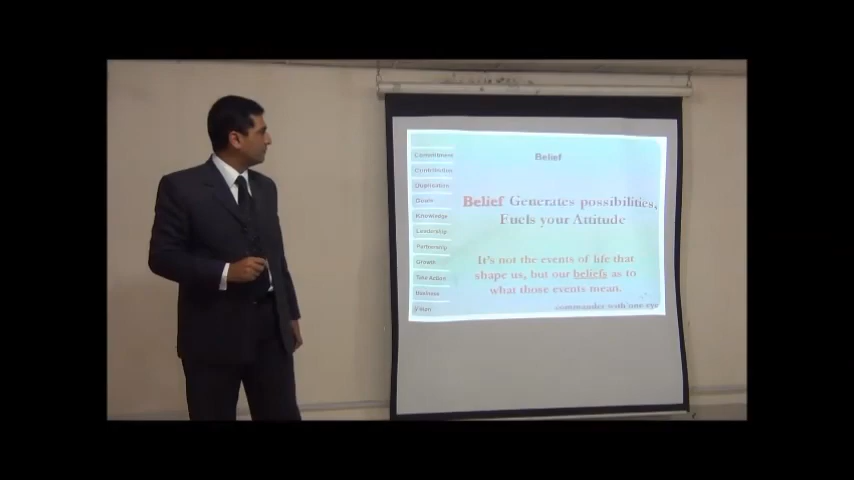 Belief
Commitment
Contribution
Duplication
Goals
Knowledge
Leadership
Partnership
Growth
Take Action
Business
Vision
Belief Generates possibilities,
Fuels your Attitude
It's not the events of life that
shape us, but our beliefs as to
what those events mean.
commander with one eye